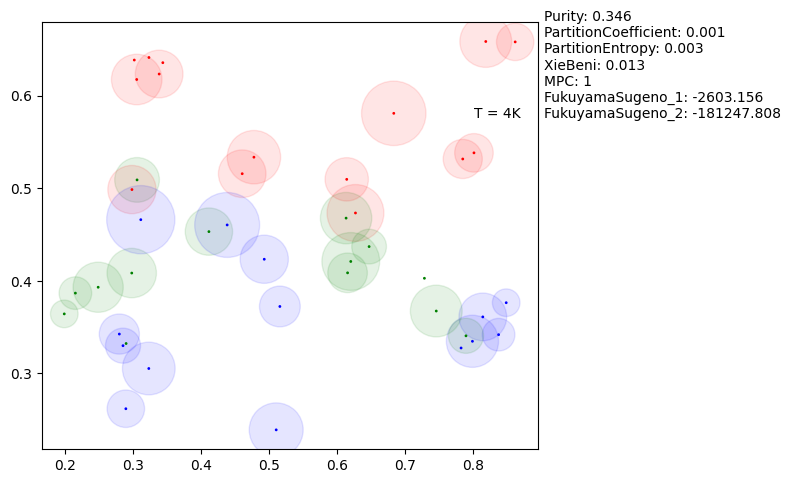 Purity: 0.346
PartitionCoefficient: 0.001
PartitionEntropy: 0.003
XieBeni: 0.013
MPC: 1
FukuyamaSugeno_1: -2603.156
FukuyamaSugeno_2: -181247.808
T = 4K
0.6
0.5
0.4
0.3
0.2 0.3 0.4 0.5 0.6 0.7 0.8